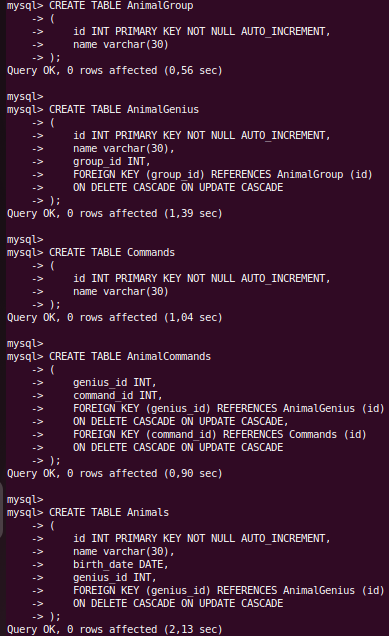 mysql> CREATE TABLE AnimalGroup
    -> (
    ->     id INT PRIMARY KEY NOT NULL AUTO_INCREMENT,
    ->     name varchar(30)
    -> );
Query OK, 0 rows affected (0,56 sec)

mysql>
mysql> CREATE TABLE AnimalGenius
    -> (
    ->     id INT PRIMARY KEY NOT NULL AUTO_INCREMENT,
    ->     name varchar(30),
    ->     group_id INT,
    ->     FOREIGN KEY (group_id) REFERENCES AnimalGroup (id)
    ->     ON DELETE CASCADE ON UPDATE CASCADE
    -> );
Query OK, 0 rows affected (1,39 sec)

mysql>
mysql> CREATE TABLE Commands
    -> (
    ->     id INT PRIMARY KEY NOT NULL AUTO_INCREMENT,
    ->     name varchar(30)
    -> );
Query OK, 0 rows affected (1,04 sec)

mysql>
mysql> CREATE TABLE AnimalCommands
    -> (
    ->     genius_id INT,
    ->     command_id INT,
    ->     FOREIGN KEY (genius_id) REFERENCES AnimalGenius (id)
    ->     ON DELETE CASCADE ON UPDATE CASCADE,
    ->     FOREIGN KEY (command_id) REFERENCES Commands (id)
    ->     ON DELETE CASCADE ON UPDATE CASCADE
    -> );
Query OK, 0 rows affected (0,90 sec)

mysql>
mysql> CREATE TABLE Animals
    -> (
    ->     id INT PRIMARY KEY NOT NULL AUTO_INCREMENT,
    ->     name varchar(30),
    ->     birth_date DATE,
    ->     genius_id INT,
    ->     FOREIGN KEY (genius_id) REFERENCES AnimalGenius (id)
    ->     ON DELETE CASCADE ON UPDATE CASCADE
    -> );
Query OK, 0 rows affected (2,13 sec)